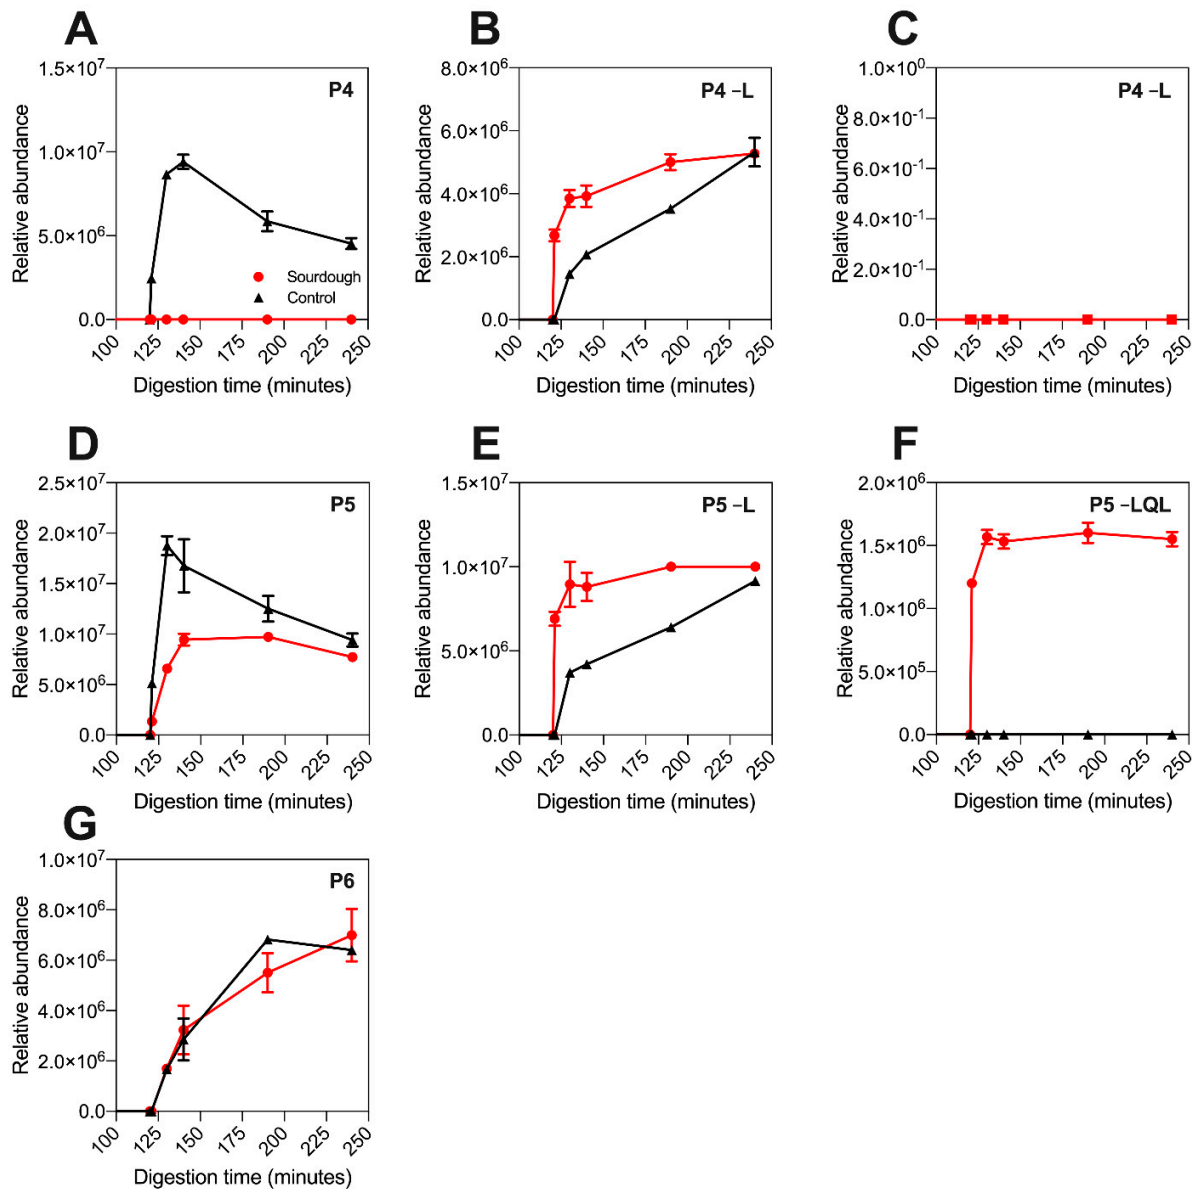 A
B
C
1.5×10⁷
1.0×10⁷
5.0×10⁶
0.0
Relative abundance
P4
Sourdough
Control
100
125
150
175
200
225
250
Digestion time (minutes)
8.0×10⁶
6.0×10⁶
4.0×10⁶
2.0×10⁶
0.0
Relative abundance
P4 –L
100
125
150
175
200
225
250
Digestion time (minutes)
1.0×10⁰
8.0×10⁻¹
6.0×10⁻¹
4.0×10⁻¹
2.0×10⁻¹
0.0
Relative abundance
P4 –L
100
125
150
175
200
225
250
Digestion time (minutes)
D
E
F
2.5×10⁷
2.0×10⁷
1.5×10⁷
1.0×10⁷
5.0×10⁶
0.0
Relative abundance
P5
100
125
150
175
200
225
250
Digestion time (minutes)
1.5×10⁷
1.0×10⁷
5.0×10⁶
0.0
Relative abundance
P5 –L
100
125
150
175
200
225
250
Digestion time (minutes)
2.0×10⁶
1.5×10⁶
1.0×10⁶
5.0×10⁵
0.0
Relative abundance
P5 –LQL
100
125
150
175
200
225
250
Digestion time (minutes)
G
1.0×10⁷
8.0×10⁶
6.0×10⁶
4.0×10⁶
2.0×10⁶
0.0
Relative abundance
P6
100
125
150
175
200
225
250
Digestion time (minutes)